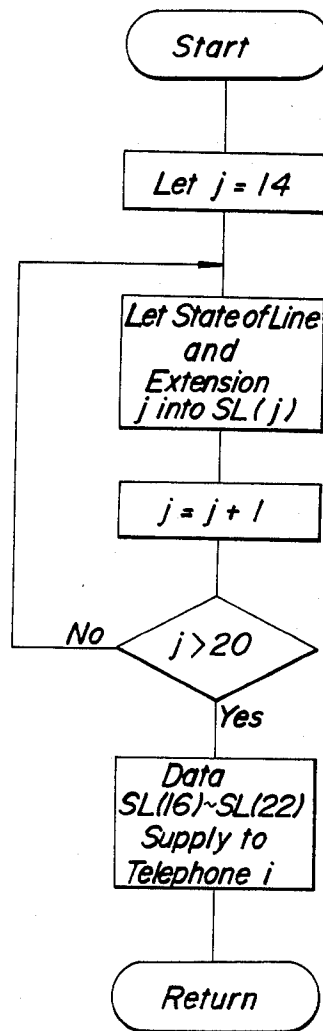 Start
Let j = 14
Let State of Line
and
Extension
j into SL(j)
j = j + 1
j > 20
No
Yes
Data
SL(16)~SL(22)
Supply to
Telephone i
Return